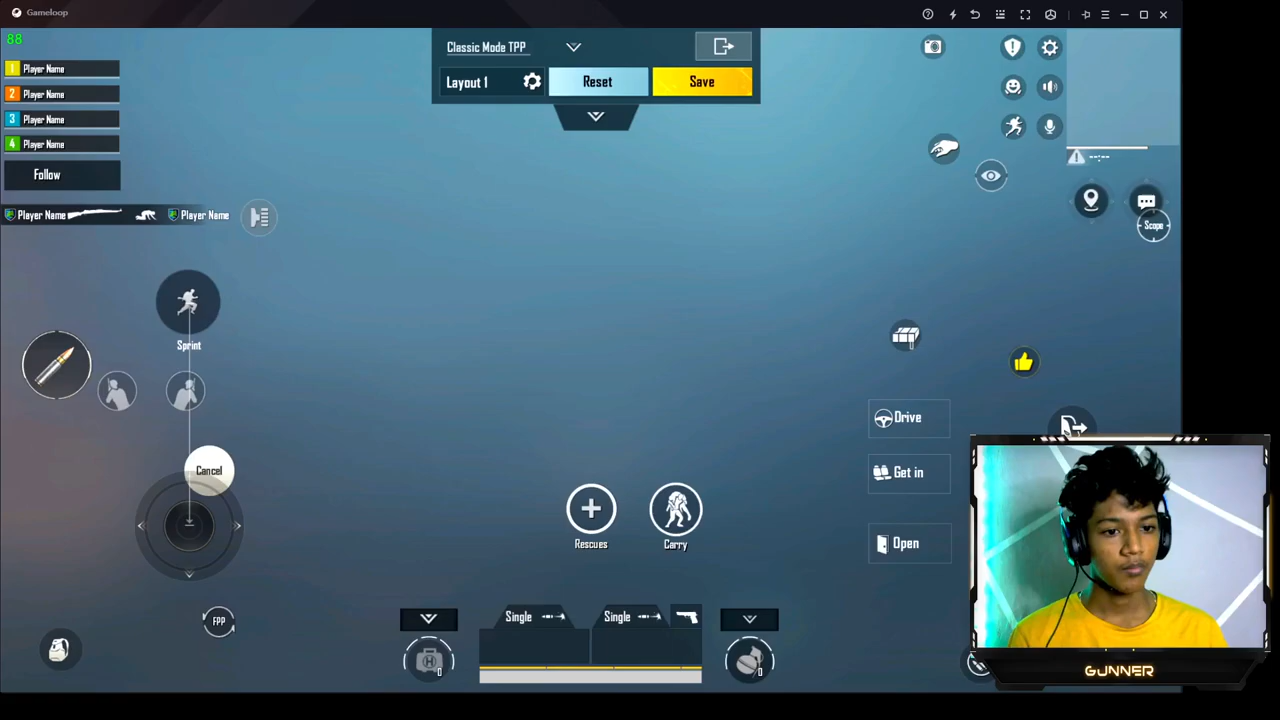 Gameloop
88
Classic Mode TPP
Layout 1
Reset
Save
1 Player Name
2 Player Name
3 Player Name
4 Player Name
Follow
Player Name
Player Name
--:--
Scope
Sprint
Cancel
Drive
Get in
Open
Rescues
Carry
FPP
Single
Single
0
0
GUNNER